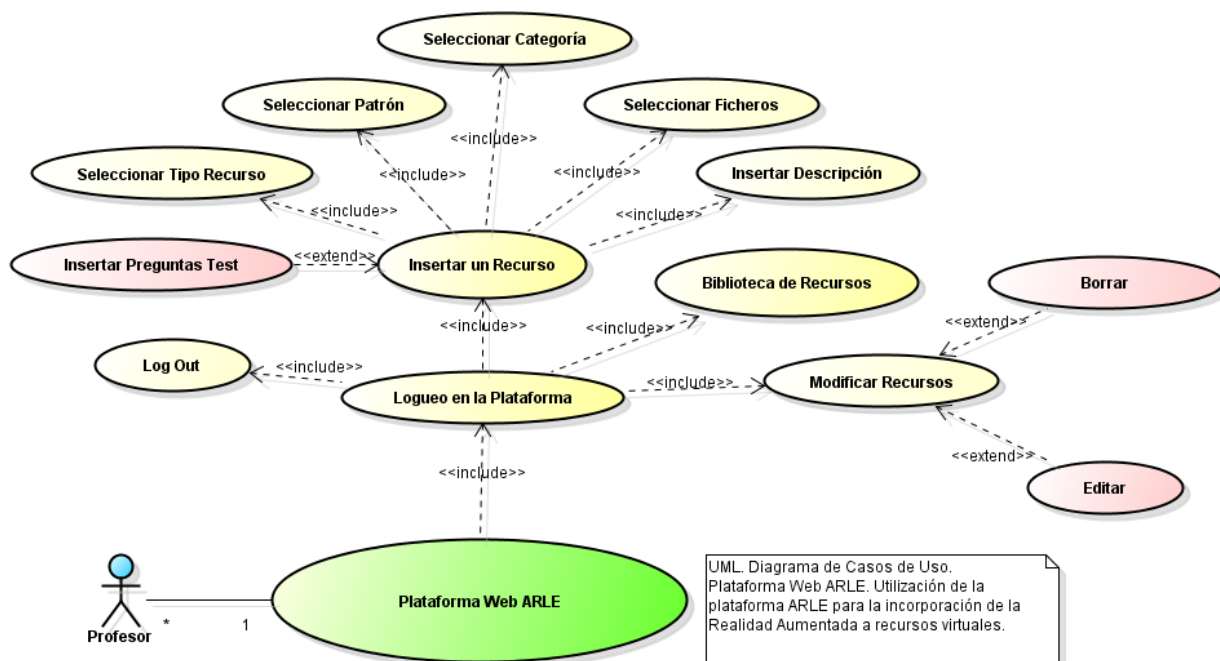 Seleccionar Categoría
Seleccionar Patrón
Seleccionar Ficheros
<<include>>
<<include>>
<<include>>
Seleccionar Tipo Recurso
Insertar Descripción
<<include>>
<<include>>
Insertar Preguntas Test
<<extend>>
Insertar un Recurso
Biblioteca de Recursos
Borrar
<<include>>
<<include>>
<<extend>>
Log Out
<<include>>
Logueo en la Plataforma
<<include>>
Modificar Recursos
<<include>>
<<extend>>
Editar
Plataforma Web ARLE
Profesor
*
1
UML. Diagrama de Casos de Uso.
Plataforma Web ARLE. Utilización de la
plataforma ARLE para la incorporación de la
Realidad Aumentada a recursos virtuales.